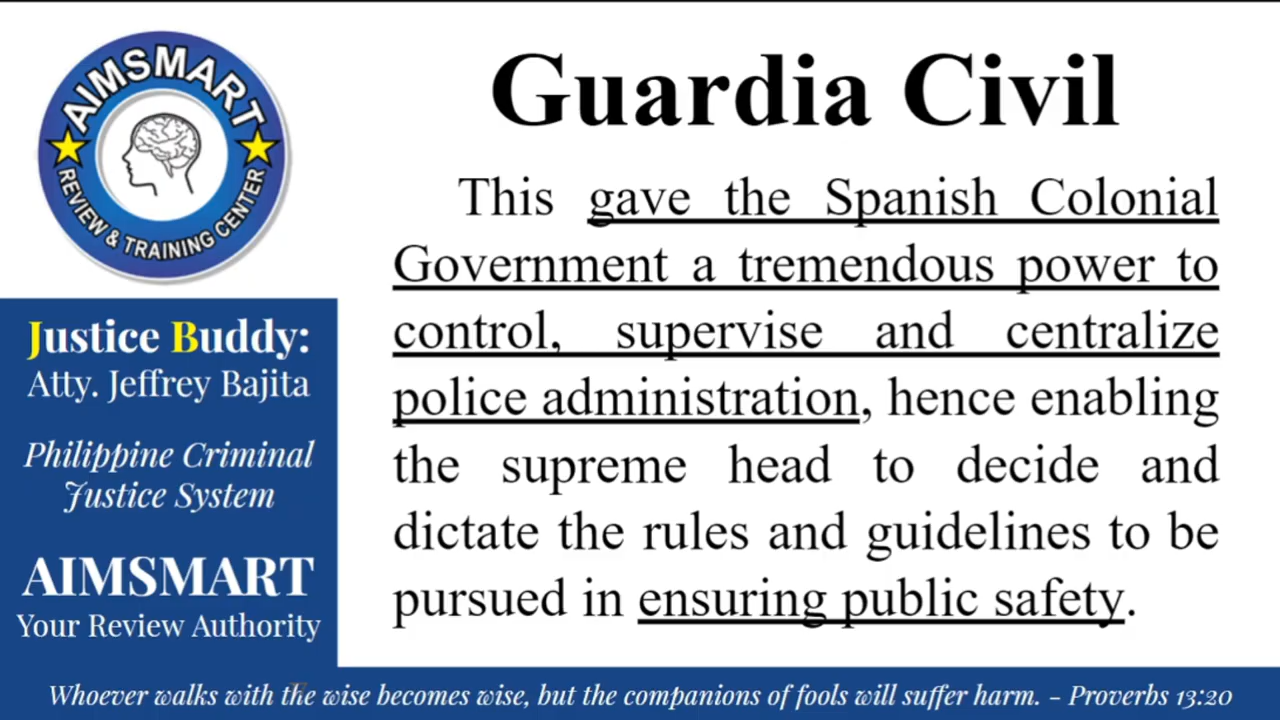 AIMSMART
REVIEW & TRAINING CENTER
Justice Buddy:
Atty. Jeffrey Bajita
Philippine Criminal
Justice System
AIMSMART
Your Review Authority
Guardia Civil
This gave the Spanish Colonial
Government a tremendous power to
control, supervise and centralize
police administration, hence enabling
the supreme head to decide and
dictate the rules and guidelines to be
pursued in ensuring public safety.
Whoever walks with the wise becomes wise, but the companions of fools will suffer harm. – Proverbs 13:20